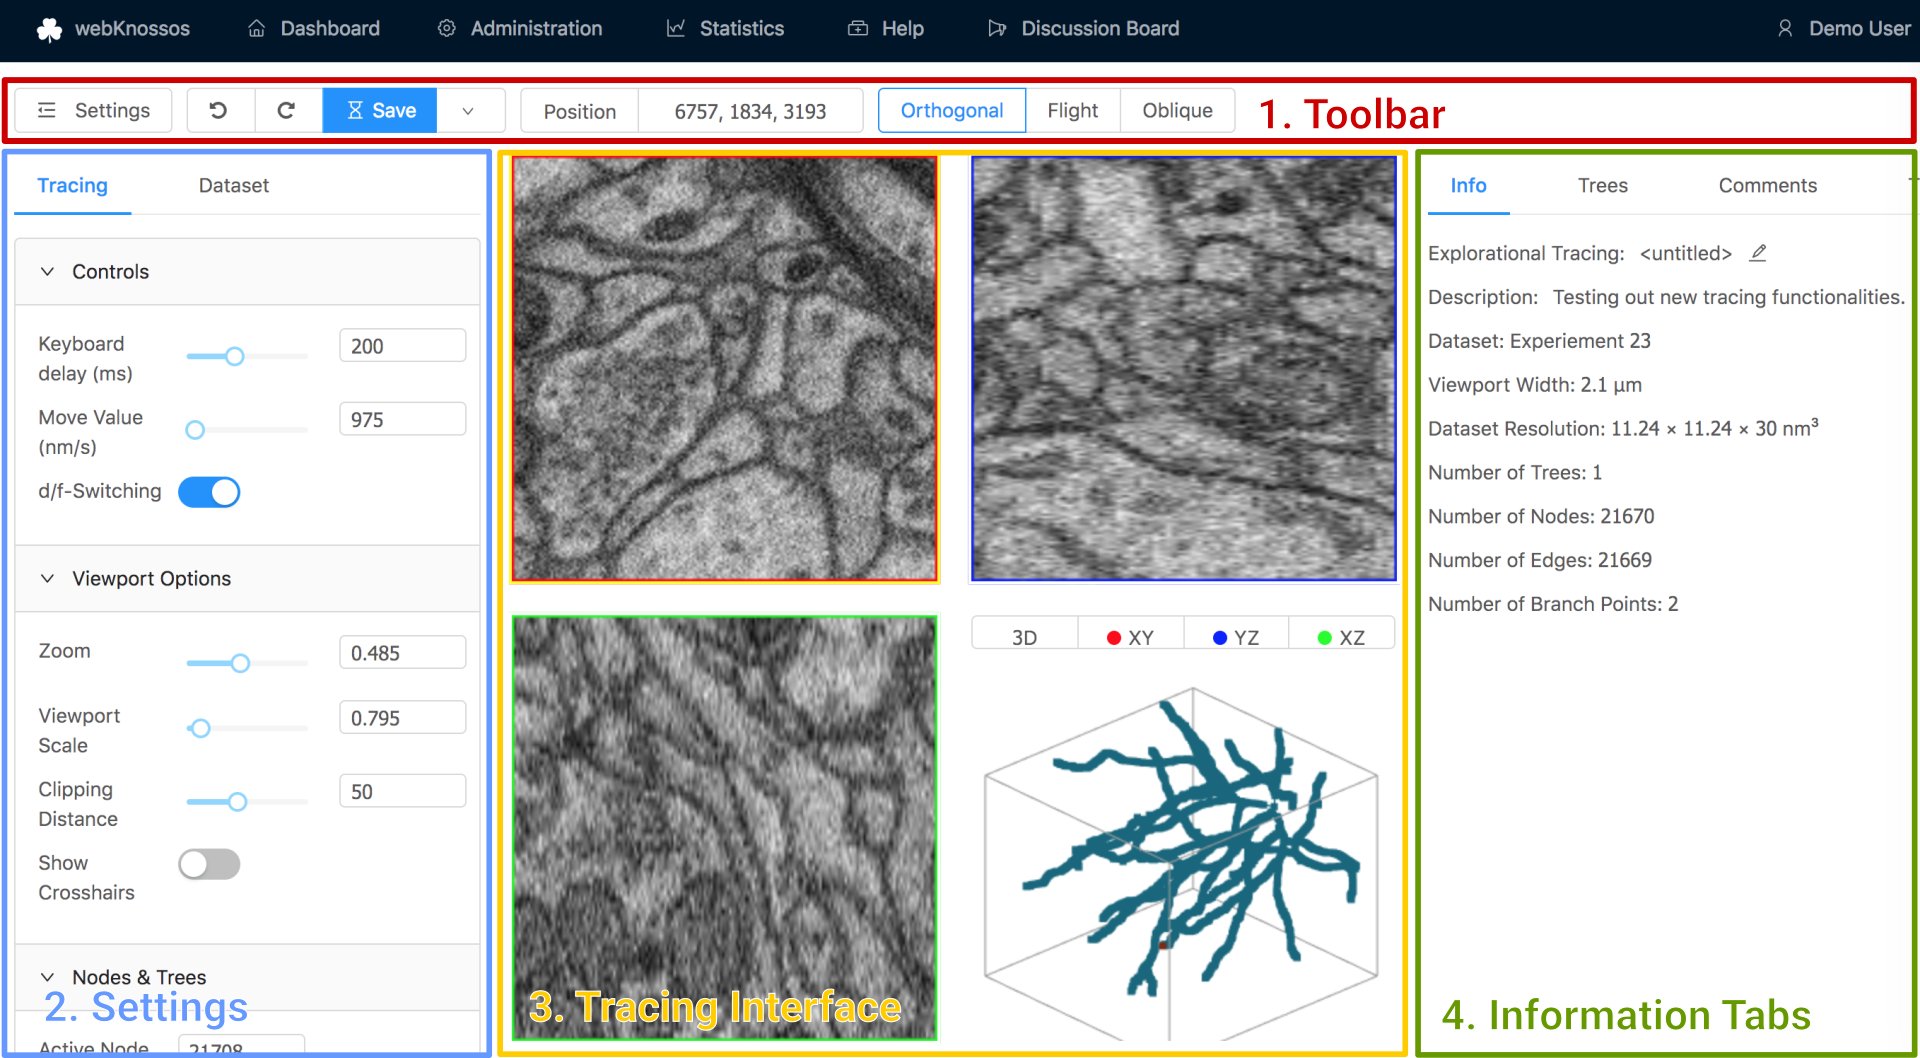 webKnossos Dashboard Administration Statistics Help Discussion Board Demo User
Settings Save Position 6757, 1834, 3193 Orthogonal Flight Oblique 1. Toolbar
Tracing Dataset
Controls
Keyboard
delay (ms)
200
Move Value
(nm/s)
975
d/f-Switching
Viewport Options
Zoom
0.485
Viewport
Scale
0.795
Clipping
Distance
50
Show
Crosshairs
Nodes & Trees
2. Settings
Active Node 21708
3D XY YZ XZ
3. Tracing Interface
Info Trees Comments
Explorational Tracing: <untitled>
Description: Testing out new tracing functionalities.
Dataset: Experiement 23
Viewport Width: 2.1 μm
Dataset Resolution: 11.24 × 11.24 × 30 nm³
Number of Trees: 1
Number of Nodes: 21670
Number of Edges: 21669
Number of Branch Points: 2
4. Information Tabs